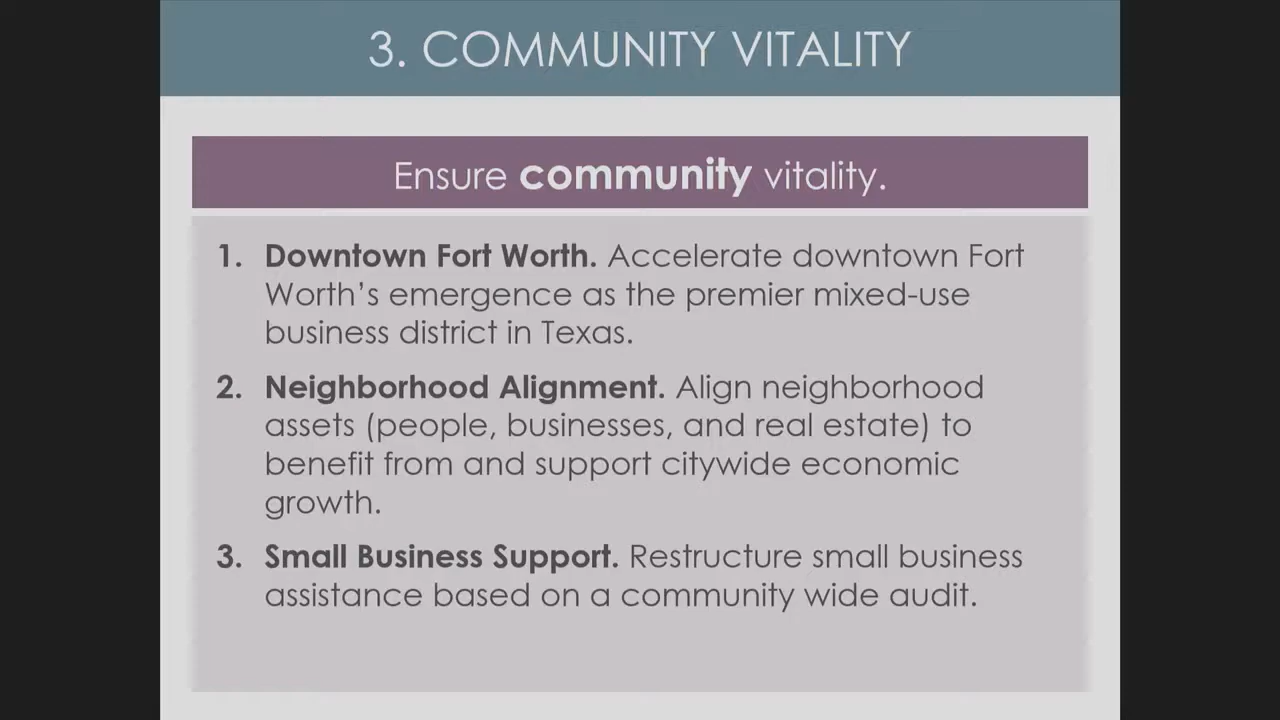 3. COMMUNITY VITALITY
Ensure community vitality.
1. Downtown Fort Worth. Accelerate downtown Fort
Worth's emergence as the premier mixed-use
business district in Texas.
2. Neighborhood Alignment. Align neighborhood
assets (people, businesses, and real estate) to
benefit from and support citywide economic
growth.
3. Small Business Support. Restructure small business
assistance based on a community wide audit.